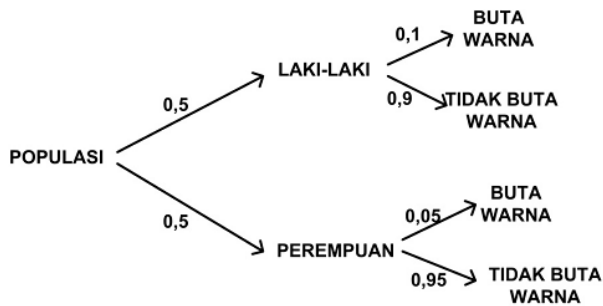 BUTA
WARNA
0,1
LAKI-LAKI
0,5
0,9
TIDAK BUTA
WARNA
POPULASI
BUTA
WARNA
0,5
0,05
PEREMPUAN
0,95
TIDAK BUTA
WARNA